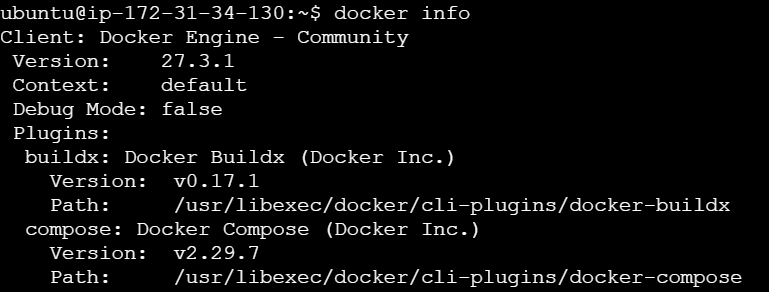 ubuntu@ip-172-31-34-130:~$ docker info
Client: Docker Engine - Community
 Version:    27.3.1
 Context:    default
 Debug Mode: false
 Plugins:
  buildx: Docker Buildx (Docker Inc.)
    Version:  v0.17.1
    Path:     /usr/libexec/docker/cli-plugins/docker-buildx
  compose: Docker Compose (Docker Inc.)
    Version:  v2.29.7
    Path:     /usr/libexec/docker/cli-plugins/docker-compose